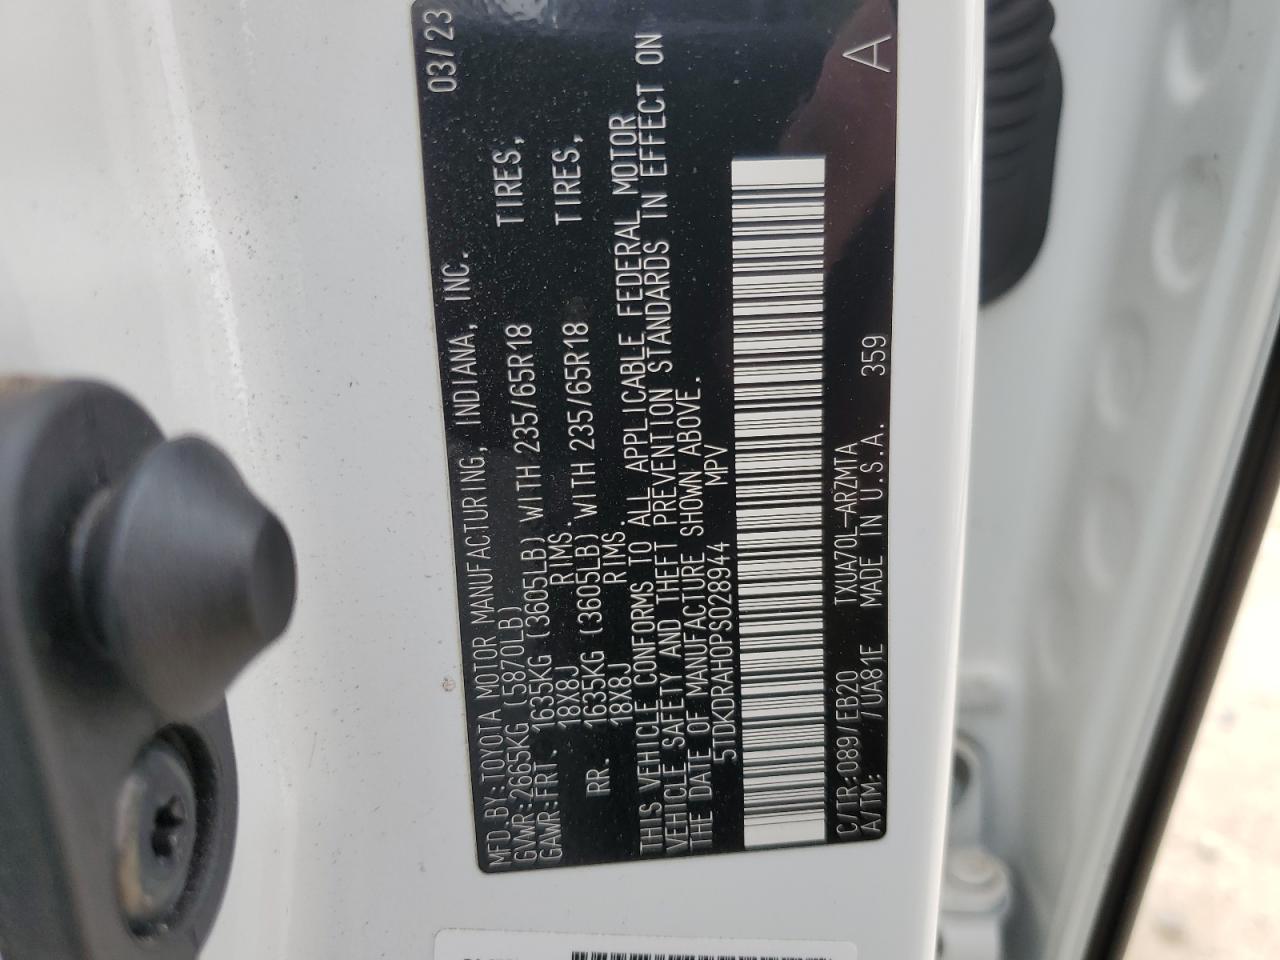 MFD.BY:TOYOTA MOTOR MANUFACTURING, INDIANA, INC. 03/23
GVWR:2665KG (5870LB)
GAWR:FRT. 1635KG (3605LB) WITH 235/65R18 TIRES,
18X8J RIMS.
RR. 1635KG (3605LB) WITH 235/65R18 TIRES,
18X8J RIMS.
THIS VEHICLE CONFORMS TO ALL APPLICABLE FEDERAL MOTOR
VEHICLE SAFETY AND THEFT PREVENTION STANDARDS IN EFFECT ON
THE DATE OF MANUFACTURE SHOWN ABOVE.
5TDKDRAH0PS028944 MPV
C/TR:089/EB20 TXUA70L-ARZMTA
A/TM: /UA81E MADE IN U.S.A. 359 A